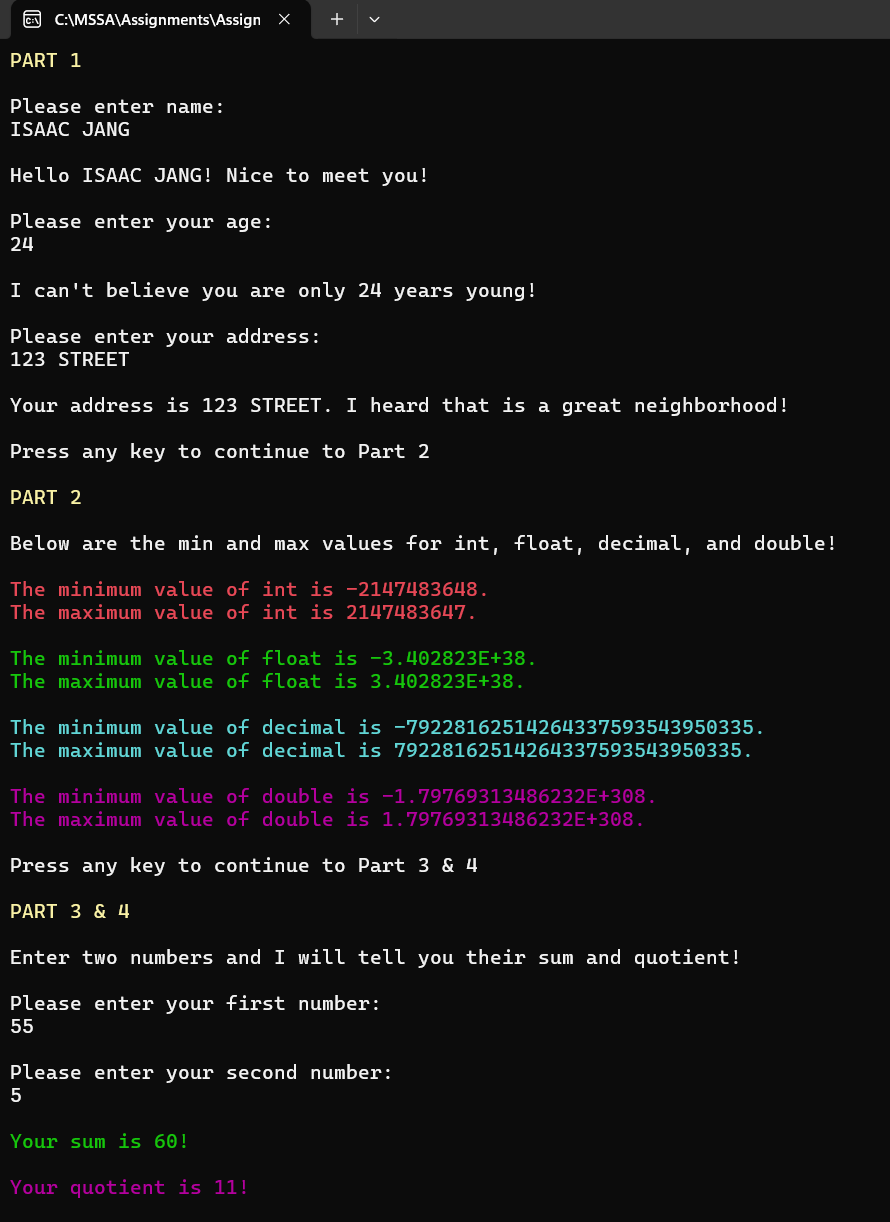 C:\MSSA\Assignments\Assign
PART 1
Please enter name:
ISAAC JANG
Hello ISAAC JANG! Nice to meet you!
Please enter your age:
24
I can't believe you are only 24 years young!
Please enter your address:
123 STREET
Your address is 123 STREET. I heard that is a great neighborhood!
Press any key to continue to Part 2
PART 2
Below are the min and max values for int, float, decimal, and double!
The minimum value of int is -2147483648.
The maximum value of int is 2147483647.
The minimum value of float is -3.402823E+38.
The maximum value of float is 3.402823E+38.
The minimum value of decimal is -79228162514264337593543950335.
The maximum value of decimal is 79228162514264337593543950335.
The minimum value of double is -1.79769313486232E+308.
The maximum value of double is 1.79769313486232E+308.
Press any key to continue to Part 3 & 4
PART 3 & 4
Enter two numbers and I will tell you their sum and quotient!
Please enter your first number:
55
Please enter your second number:
5
Your sum is 60!
Your quotient is 11!